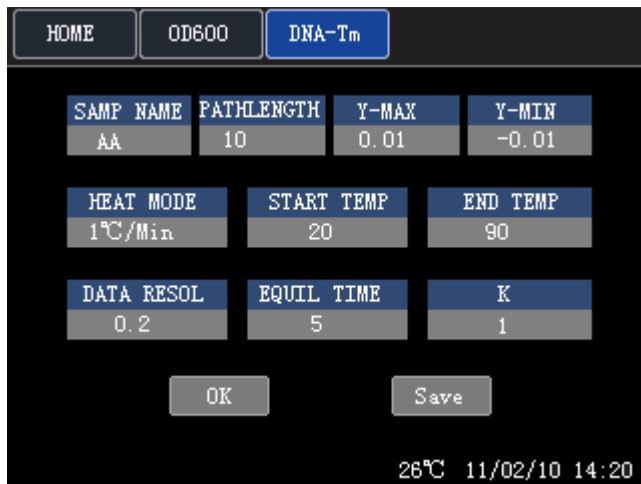 HOME OD600 DNA-Tm
SAMP NAME PATHLENGTH Y-MAX Y-MIN
AA 10 0.01 -0.01
HEAT MODE START TEMP END TEMP
1℃/Min 20 90
DATA RESOL EQUIL TIME K
0.2 5 1
OK Save
26℃ 11/02/10 14:20